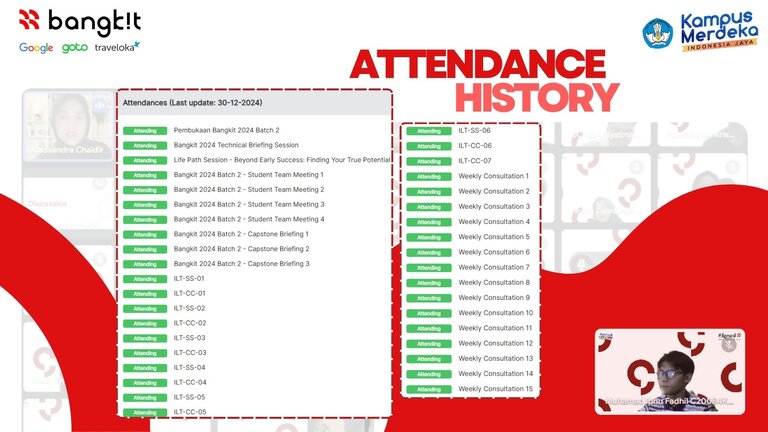 bangk!t
Google goto traveloka
Kampus
Merdeka
INDONESIA JAYA
ATTENDANCE
HISTORY
Attendances (Last update: 30-12-2024)
Attending Pembukaan Bangkit 2024 Batch 2
Attending Bangkit 2024 Technical Briefing Session
Attending Life Path Session - Beyond Early Success: Finding Your True Potential
Attending Bangkit 2024 Batch 2 - Student Team Meeting 1
Attending Bangkit 2024 Batch 2 - Student Team Meeting 2
Attending Bangkit 2024 Batch 2 - Student Team Meeting 3
Attending Bangkit 2024 Batch 2 - Student Team Meeting 4
Attending Bangkit 2024 Batch 2 - Capstone Briefing 1
Attending Bangkit 2024 Batch 2 - Capstone Briefing 2
Attending Bangkit 2024 Batch 2 - Capstone Briefing 3
Attending ILT-SS-01
Attending ILT-CC-01
Attending ILT-SS-02
Attending ILT-CC-02
Attending ILT-SS-03
Attending ILT-CC-03
Attending ILT-SS-04
Attending ILT-CC-04
Attending ILT-SS-05
Attending ILT-CC-05
Attending ILT-SS-06
Attending ILT-CC-06
Attending ILT-CC-07
Attending Weekly Consultation 1
Attending Weekly Consultation 2
Attending Weekly Consultation 3
Attending Weekly Consultation 4
Attending Weekly Consultation 5
Attending Weekly Consultation 6
Attending Weekly Consultation 7
Attending Weekly Consultation 8
Attending Weekly Consultation 9
Attending Weekly Consultation 10
Attending Weekly Consultation 11
Attending Weekly Consultation 12
Attending Weekly Consultation 13
Attending Weekly Consultation 14
Attending Weekly Consultation 15
Chaidir
Discussion
Fadhil